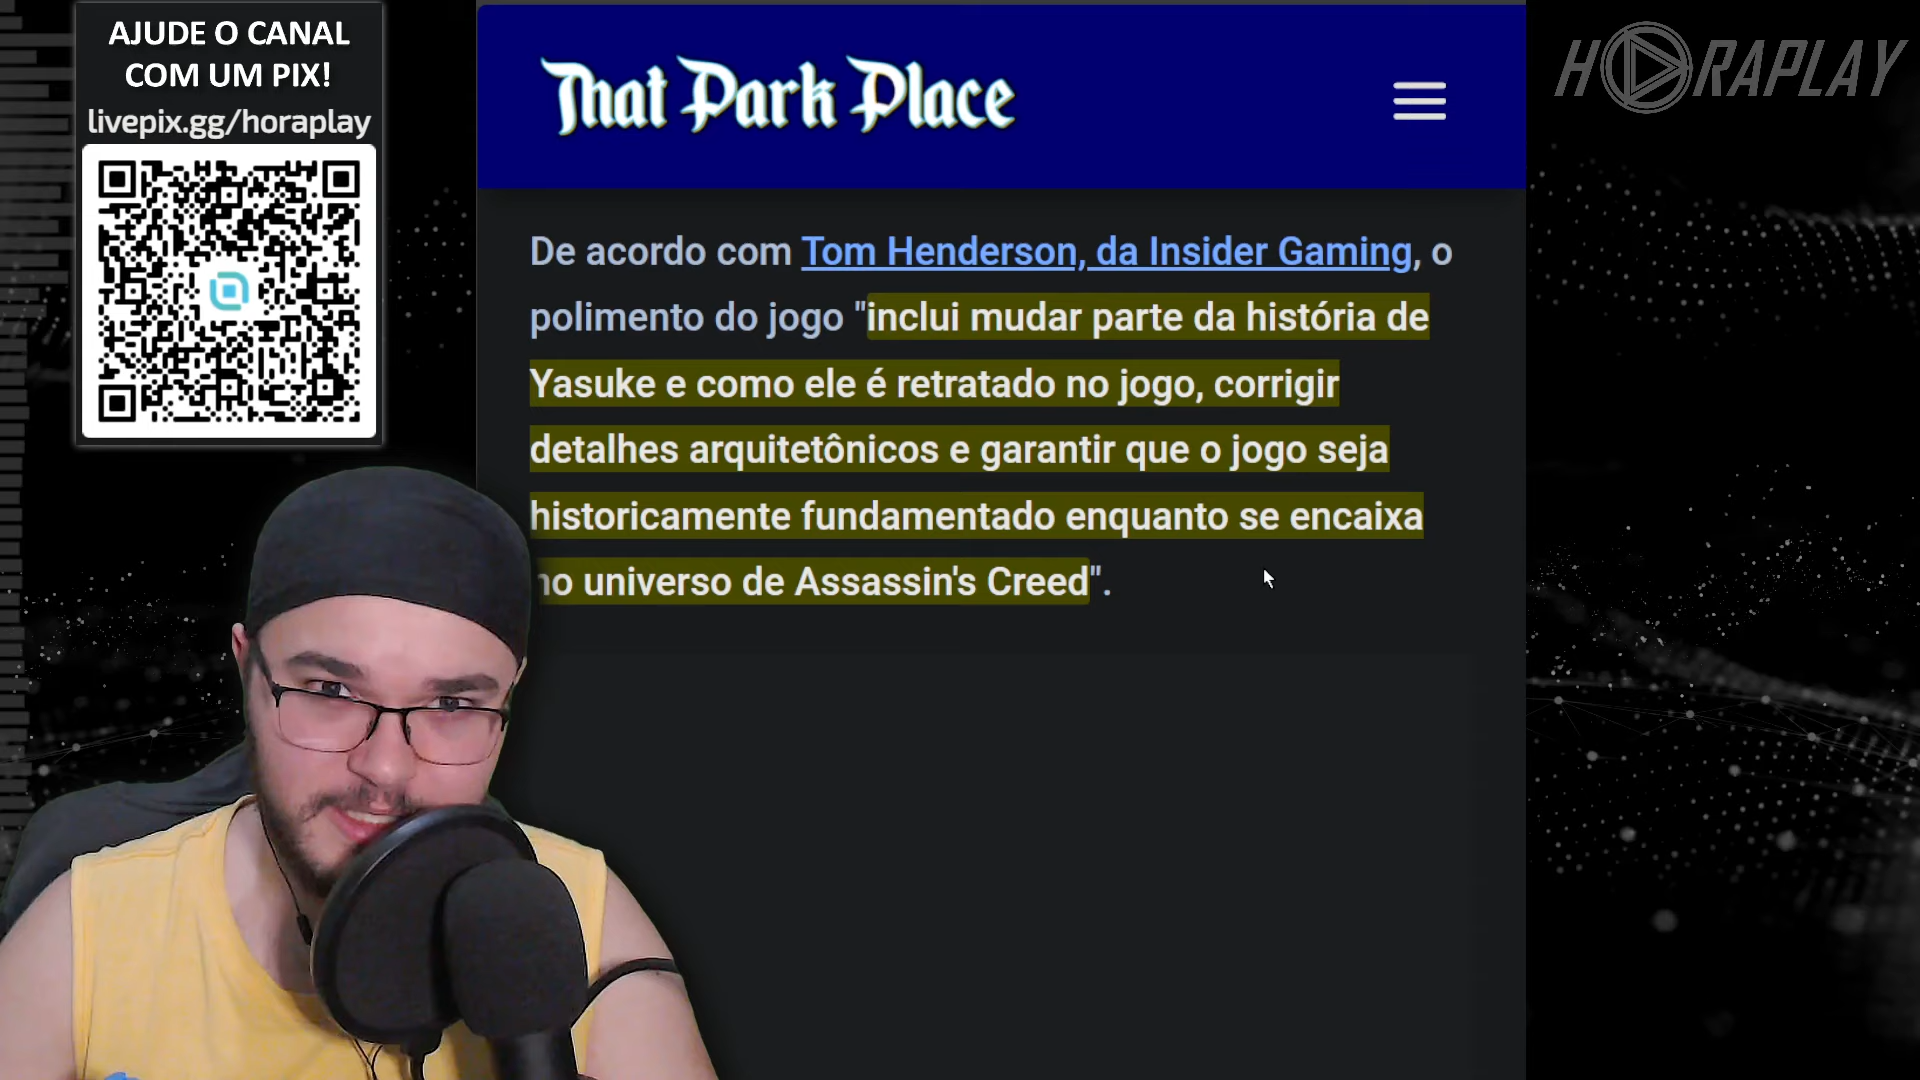 AJUDE O CANAL
COM UM PIX!
livepix.gg/horaplay
That Park Place
HORAPLAY
De acordo com Tom Henderson, da Insider Gaming, o
polimento do jogo "inclui mudar parte da história de
Yasuke e como ele é retratado no jogo, corrigir
detalhes arquitetônicos e garantir que o jogo seja
historicamente fundamentado enquanto se encaixa
no universo de Assassin's Creed".